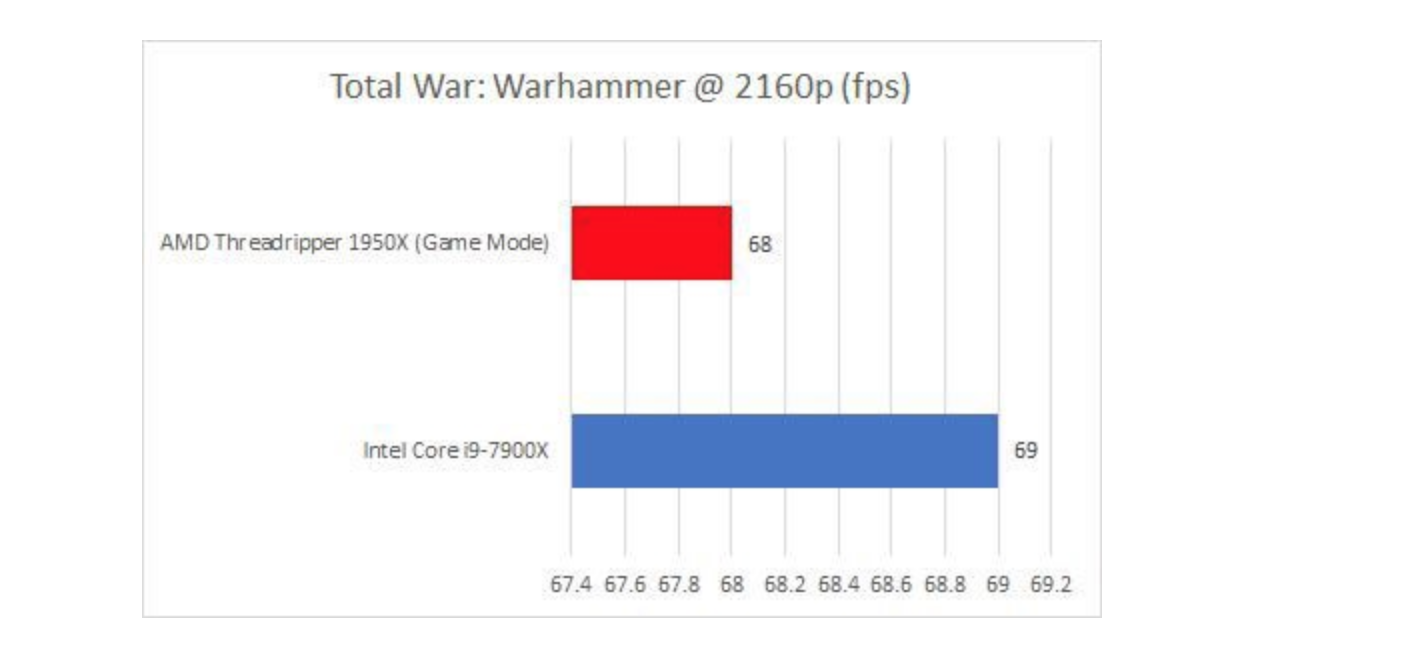 Total War: Warhammer @ 2160p (fps)
AMD Threadripper 1950X (Game Mode)
68
Intel Core i9-7900X
69
67.4 67.6 67.8 68 68.2 68.4 68.6 68.8 69 69.2